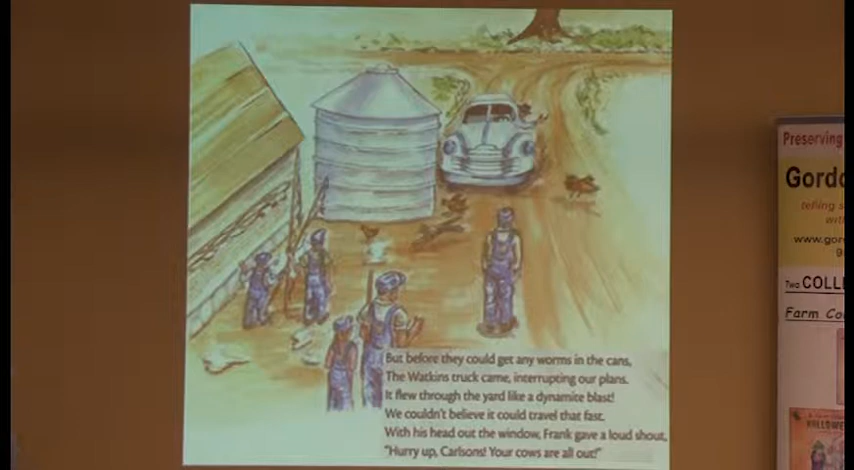 But before they could get any worms in the cans,
The Watkins truck came, interrupting our plans.
It flew through the yard like a dynamite blast!
We couldn't believe it could travel that fast.
With his head out the window, Frank gave a loud shout,
"Hurry up, Carlsons! Your cows are all out!"
Preserving
telling
www.gor
Two COLL
Farm